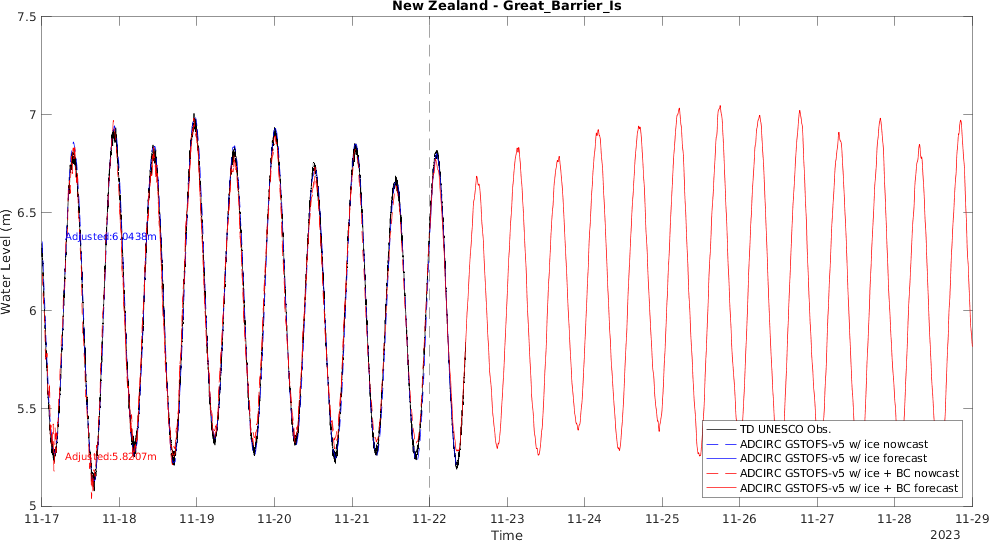 New Zealand - Great_Barrier_Is
7.5
7
6.5
6
5.5
5
Water Level (m)
Adjusted:6.0438m
Adjusted:5.8207m
TD UNESCO Obs.
ADCIRC GSTOFS-v5 w/ ice nowcast
ADCIRC GSTOFS-v5 w/ ice forecast
ADCIRC GSTOFS-v5 w/ ice + BC nowcast
ADCIRC GSTOFS-v5 w/ ice + BC forecast
11-17 11-18 11-19 11-20 11-21 11-22 11-23 11-24 11-25 11-26 11-27 11-28 11-29
Time
2023